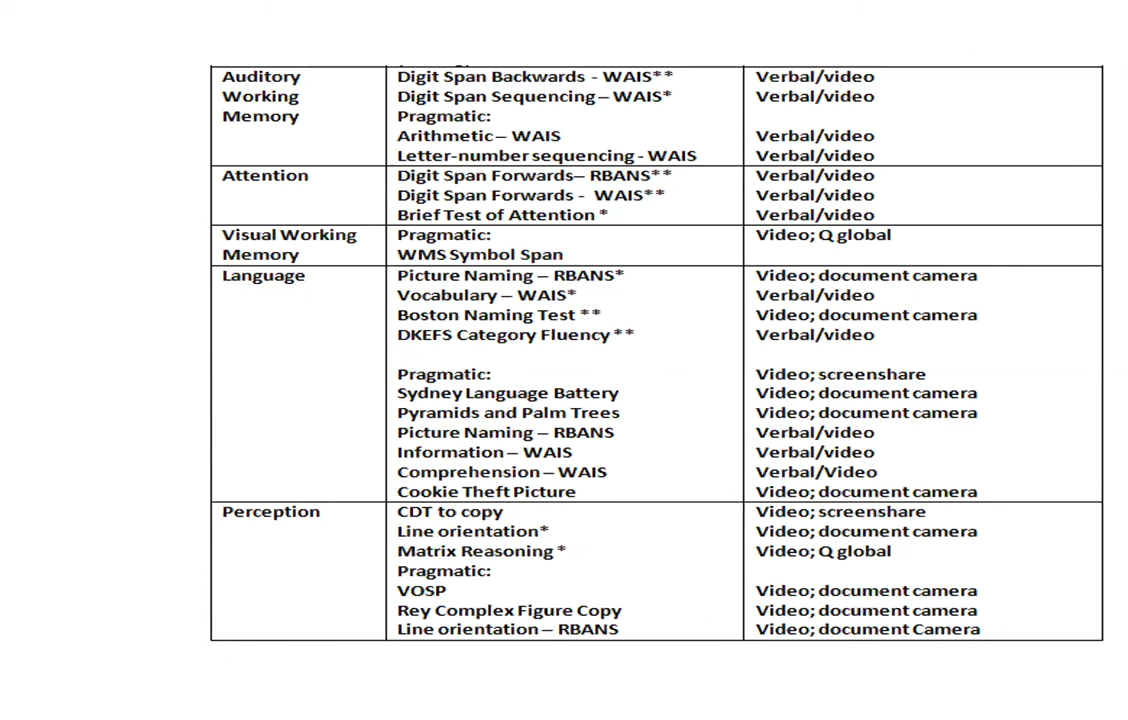 Auditory Digit Span Backwards - WAIS** Verbal/video
Working Digit Span Sequencing – WAIS* Verbal/video
Memory Pragmatic:
Arithmetic – WAIS Verbal/video
Letter-number sequencing - WAIS Verbal/video
Attention Digit Span Forwards– RBANS** Verbal/video
Digit Span Forwards - WAIS** Verbal/video
Brief Test of Attention * Verbal/video
Visual Working Pragmatic: Video; Q global
Memory WMS Symbol Span
Language Picture Naming – RBANS* Video; document camera
Vocabulary – WAIS* Verbal/video
Boston Naming Test ** Video; document camera
DKEFS Category Fluency ** Verbal/video
Pragmatic: Video; screenshare
Sydney Language Battery Video; document camera
Pyramids and Palm Trees Video; document camera
Picture Naming – RBANS Verbal/video
Information – WAIS Verbal/video
Comprehension – WAIS Verbal/Video
Cookie Theft Picture Video; document camera
Perception CDT to copy Video; screenshare
Line orientation* Video; document camera
Matrix Reasoning * Video; Q global
Pragmatic:
VOSP Video; document camera
Rey Complex Figure Copy Video; document camera
Line orientation – RBANS Video; document Camera